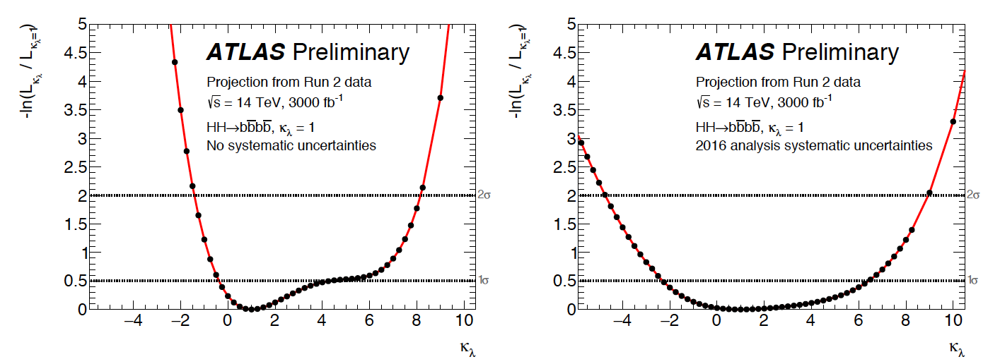 -ln(L_κλ / L_κλ=1)
5
4.5
4
3.5
3
2.5
2
1.5
1
0.5
0
ATLAS Preliminary
Projection from Run 2 data
√s = 14 TeV, 3000 fb⁻¹
HH→bb̅bb̅, κλ = 1
No systematic uncertainties
2σ
1σ
−4 −2 0 2 4 6 8 10
κλ
-ln(L_κλ / L_κλ=1)
5
4.5
4
3.5
3
2.5
2
1.5
1
0.5
0
ATLAS Preliminary
Projection from Run 2 data
√s = 14 TeV, 3000 fb⁻¹
HH→bb̅bb̅, κλ = 1
2016 analysis systematic uncertainties
2σ
1σ
−4 −2 0 2 4 6 8 10
κλ